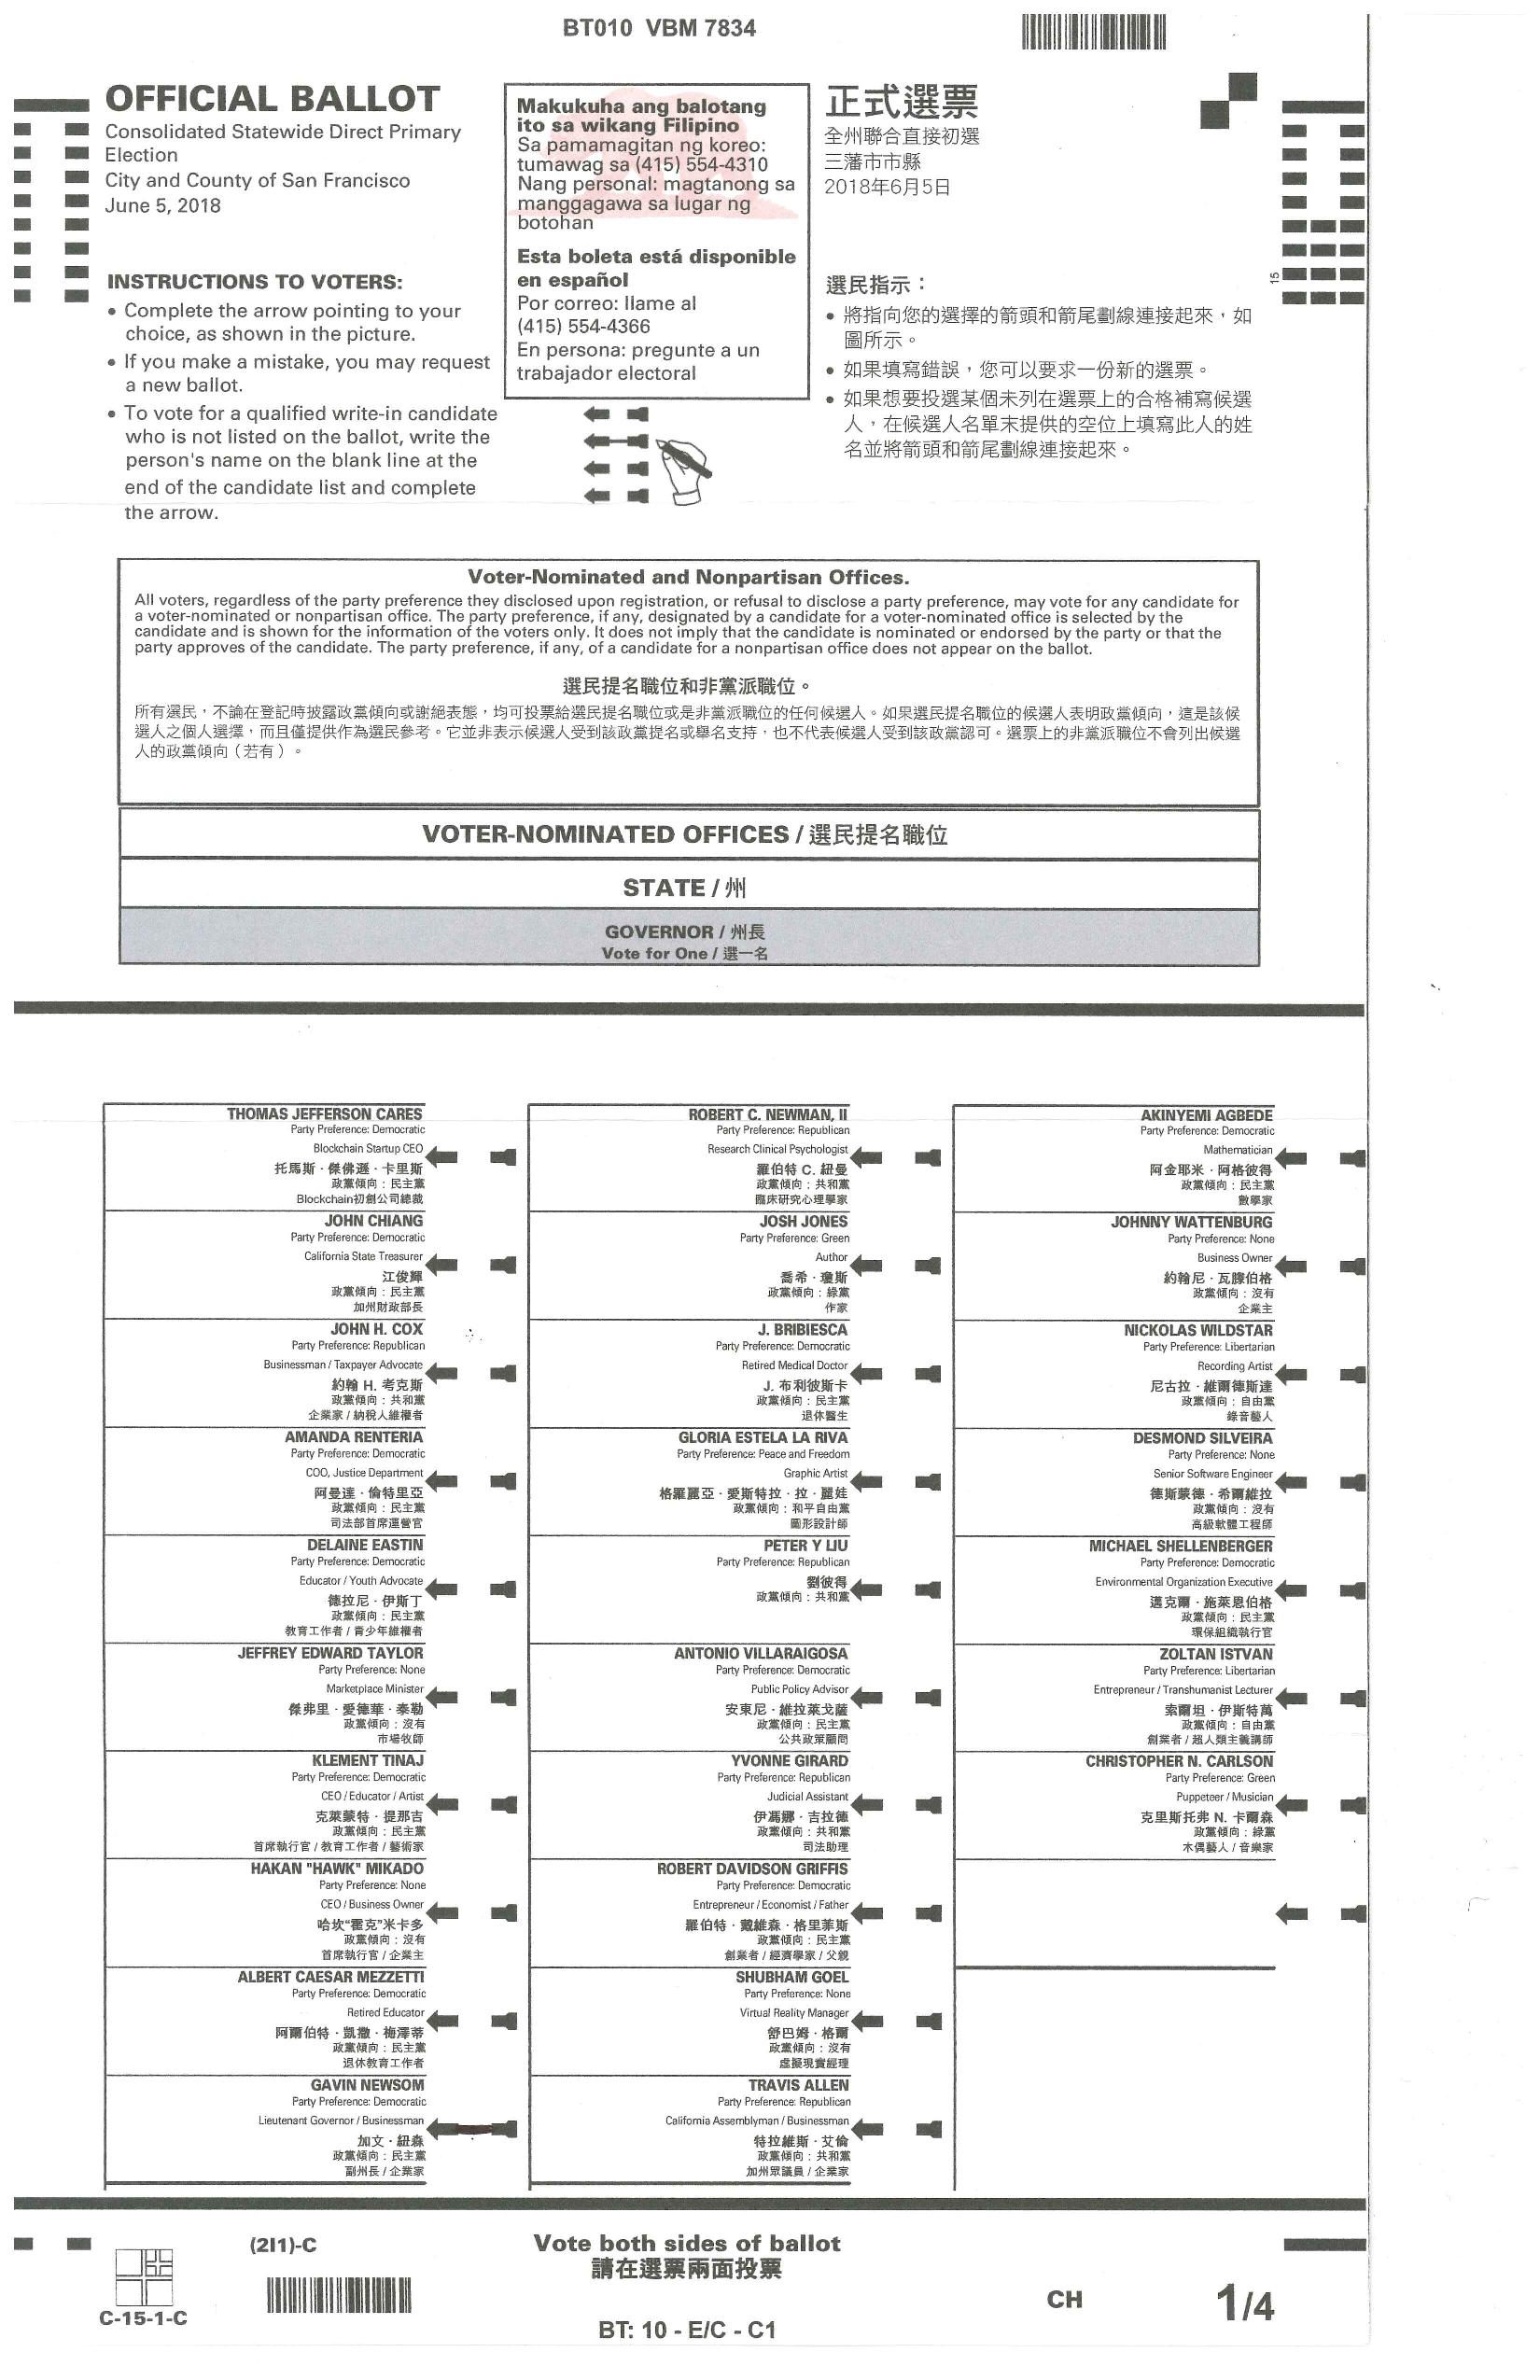 BT010 VBM 7834
OFFICIAL BALLOT
Consolidated Statewide Direct Primary
Election
City and County of San Francisco
June 5, 2018
INSTRUCTIONS TO VOTERS:
• Complete the arrow pointing to your
choice, as shown in the picture.
• If you make a mistake, you may request
a new ballot.
• To vote for a qualified write-in candidate
who is not listed on the ballot, write the
person's name on the blank line at the
end of the candidate list and complete
the arrow.
Makukuha ang balotang
ito sa wikang Filipino
Sa pamamagitan ng koreo:
tumawag sa (415) 554-4310
Nang personal: magtanong sa
manggagawa sa lugar ng
botohan
Esta boleta está disponible
en español
Por correo: llame al
(415) 554-4366
En persona: pregunte a un
trabajador electoral
正式選票
全州聯合直接初選
三藩市市縣
2018年6月5日
選民指示：
• 將指向您的選擇的箭頭和箭尾劃線連接起來，如
圖所示。
• 如果填寫錯誤，您可以要求一份新的選票。
• 如果想要投選某個未列在選票上的合格補寫候選
人，在候選人名單末提供的空位上填寫此人的姓
名並將箭頭和箭尾劃線連接起來。
15
Voter-Nominated and Nonpartisan Offices.
All voters, regardless of the party preference they disclosed upon registration, or refusal to disclose a party preference, may vote for any candidate for
a voter-nominated or nonpartisan office. The party preference, if any, designated by a candidate for a voter-nominated office is selected by the
candidate and is shown for the information of the voters only. It does not imply that the candidate is nominated or endorsed by the party or that the
party approves of the candidate. The party preference, if any, of a candidate for a nonpartisan office does not appear on the ballot.
選民提名職位和非黨派職位。
所有選民，不論在登記時披露政黨傾向或謝絕表態，均可投票給選民提名職位或是非黨派職位的任何候選人。如果選民提名職位的候選人表明政黨傾向，這是該候
選人之個人選擇，而且僅提供作為選民參考。它並非表示候選人受到該政黨提名或舉名支持，也不代表候選人受到該政黨認可。選票上的非黨派職位不會列出候選
人的政黨傾向（若有）。
VOTER-NOMINATED OFFICES / 選民提名職位
STATE / 州
GOVERNOR / 州長
Vote for One / 選一名
THOMAS JEFFERSON CARES
Party Preference: Democratic
Blockchain Startup CEO
托馬斯·傑佛遜·卡里斯
政黨傾向：民主黨
Blockchain初創公司總裁
JOHN CHIANG
Party Preference: Democratic
California State Treasurer
江俊輝
政黨傾向：民主黨
加州財政部長
JOHN H. COX
Party Preference: Republican
Businessman / Taxpayer Advocate
約翰 H. 考克斯
政黨傾向：共和黨
企業家 / 納稅人維權者
AMANDA RENTERIA
Party Preference: Democratic
COO, Justice Department
阿曼達·倫特里亞
政黨傾向：民主黨
司法部首席運營官
DELAINE EASTIN
Party Preference: Democratic
Educator / Youth Advocate
德拉尼·伊斯丁
政黨傾向：民主黨
教育工作者 / 青少年維權者
JEFFREY EDWARD TAYLOR
Party Preference: None
Marketplace Minister
傑弗里·愛德華·泰勒
政黨傾向：沒有
市場牧師
KLEMENT TINAJ
Party Preference: Democratic
CEO / Educator / Artist
克萊蒙特·提那吉
政黨傾向：民主黨
首席執行官 / 教育工作者 / 藝術家
HAKAN "HAWK" MIKADO
Party Preference: None
CEO / Business Owner
哈坎"霍克"米卡多
政黨傾向：沒有
首席執行官 / 企業主
ALBERT CAESAR MEZZETTI
Party Preference: Democratic
Retired Educator
阿爾伯特·凱撒·梅澤蒂
政黨傾向：民主黨
退休教育工作者
GAVIN NEWSOM
Party Preference: Democratic
Lieutenant Governor / Businessman
加文·紐森
政黨傾向：民主黨
副州長 / 企業家
ROBERT C. NEWMAN, II
Party Preference: Republican
Research Clinical Psychologist
羅伯特 C. 紐曼
政黨傾向：共和黨
臨床研究心理學家
JOSH JONES
Party Preference: Green
Author
喬希·瓊斯
政黨傾向：綠黨
作家
J. BRIBIESCA
Party Preference: Democratic
Retired Medical Doctor
J. 布利彼斯卡
政黨傾向：民主黨
退休醫生
GLORIA ESTELA LA RIVA
Party Preference: Peace and Freedom
Graphic Artist
格羅麗亞·愛斯特拉·拉·麗娃
政黨傾向：和平自由黨
圖形設計師
PETER Y LIU
Party Preference: Republican
劉彼得
政黨傾向：共和黨
ANTONIO VILLARAIGOSA
Party Preference: Democratic
Public Policy Advisor
安東尼·維拉萊戈薩
政黨傾向：民主黨
公共政策顧問
YVONNE GIRARD
Party Preference: Republican
Judicial Assistant
伊馮娜·吉拉德
政黨傾向：共和黨
司法助理
ROBERT DAVIDSON GRIFFIS
Party Preference: Democratic
Entrepreneur / Economist / Father
羅伯特·戴維森·格里菲斯
政黨傾向：民主黨
創業者 / 經濟學家 / 父親
SHUBHAM GOEL
Party Preference: None
Virtual Reality Manager
舒巴姆·格爾
政黨傾向：沒有
虛擬現實經理
TRAVIS ALLEN
Party Preference: Republican
California Assemblyman / Businessman
特拉維斯·艾倫
政黨傾向：共和黨
加州眾議員 / 企業家
AKINYEMI AGBEDE
Party Preference: Democratic
Mathematician
阿金耶米·阿格彼得
政黨傾向：民主黨
數學家
JOHNNY WATTENBURG
Party Preference: None
Business Owner
約翰尼·瓦滕伯格
政黨傾向：沒有
企業主
NICKOLAS WILDSTAR
Party Preference: Libertarian
Recording Artist
尼古拉·維爾德斯達
政黨傾向：自由黨
錄音藝人
DESMOND SILVEIRA
Party Preference: None
Senior Software Engineer
德斯蒙德·希爾維拉
政黨傾向：沒有
高級軟體工程師
MICHAEL SHELLENBERGER
Party Preference: Democratic
Environmental Organization Executive
邁克爾·施萊恩伯格
政黨傾向：民主黨
環保組織執行官
ZOLTAN ISTVAN
Party Preference: Libertarian
Entrepreneur / Transhumanist Lecturer
索爾坦·伊斯特萬
政黨傾向：自由黨
創業者 / 超人類主義講師
CHRISTOPHER N. CARLSON
Party Preference: Green
Puppeteer / Musician
克里斯托弗 N. 卡爾森
政黨傾向：綠黨
木偶藝人 / 音樂家
(2I1)-C
Vote both sides of ballot
請在選票兩面投票
C-15-1-C
BT: 10 - E/C - C1
CH
1/4